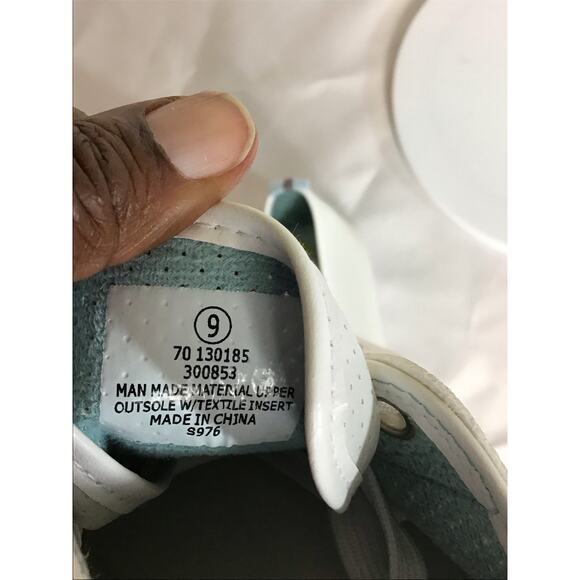 9
70 130185
300853
MAN MADE MATERIAL UPPER
OUTSOLE W/TEXTILE INSERT
MADE IN CHINA
S976